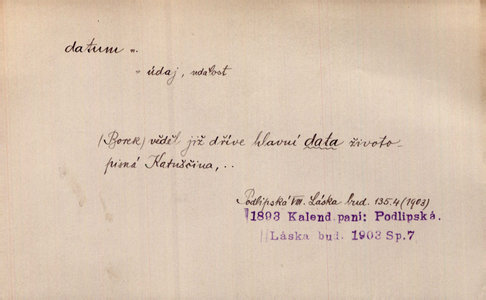 datum n.
" údaj, událost
(Borek) věděl již dříve hlavní data životo-
pisná Katuščina, ..
Podlipská VIII. Láska bud. 135.4 (1903)
1893 Kalend.paní: Podlipská.
Láska bud. 1903 Sp.7